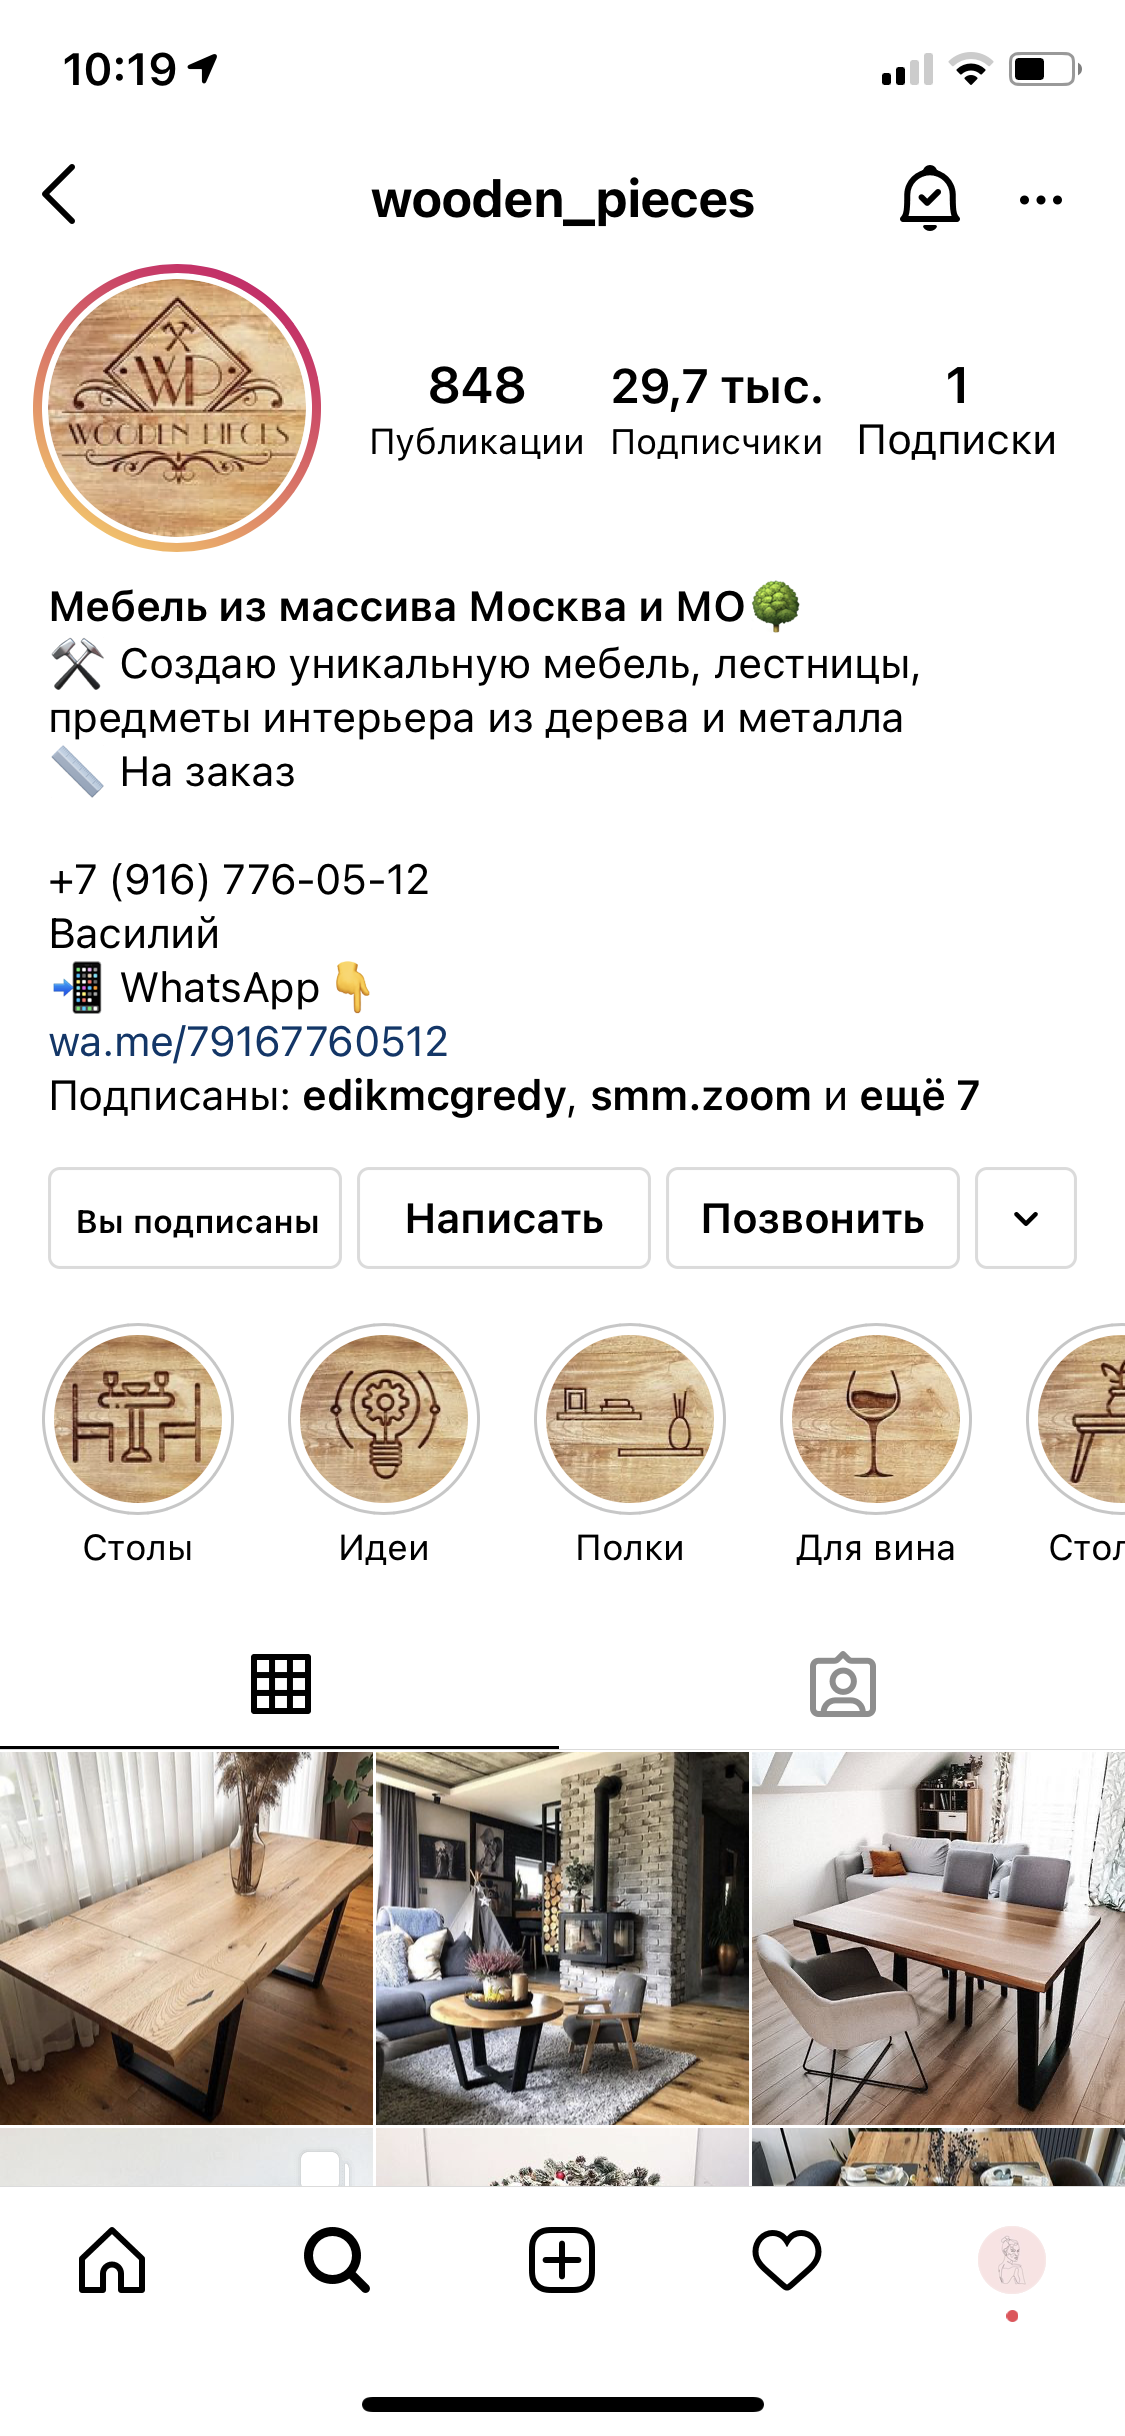 10:19
wooden_pieces
WP
WOODEN PIECES
848
29,7 тыс.
1
Публикации
Подписчики
Подписки
Мебель из массива Москва и МО🌳
⚒ Создаю уникальную мебель, лестницы,
предметы интерьера из дерева и металла
📏 На заказ
+7 (916) 776-05-12
Василий
📲 WhatsApp 👇
wa.me/79167760512
Подписаны: edikmcgredy, smm.zoom и ещё 7
Вы подписаны
Написать
Позвонить
Столы
Идеи
Полки
Для вина
Стол